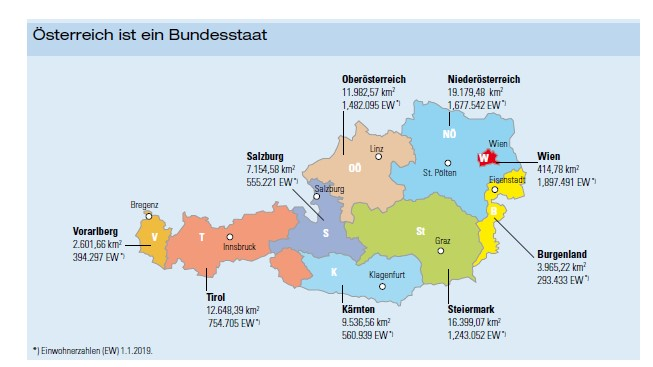 Österreich ist ein Bundesstaat
Oberösterreich
11.982,57 km²
1,482.095 EW*)
Niederösterreich
19.179,48 km²
1,677.542 EW*)
NÖ
Linz
OÖ
St. Pölten
Wien
W
Wien
414,78 km²
1,897.491 EW*)
Salzburg
7.154,58 km²
555.221 EW*)
Salzburg
Eisenstadt
B
Bregenz
Vorarlberg
2.601,66 km²
394.297 EW*)
V
T
Innsbruck
S
St
Graz
K
Klagenfurt
Burgenland
3.965,22 km²
293.433 EW*)
Tirol
12.648,39 km²
754.705 EW*)
Kärnten
9.536,56 km²
560.939 EW*)
Steiermark
16.399,07 km²
1,243.052 EW*)
*) Einwohnerzahlen (EW) 1.1.2019.